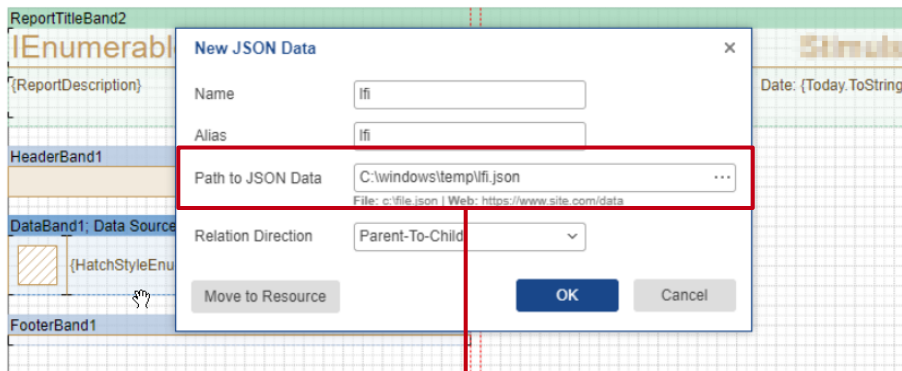 ReportTitleBand2
IEnumerabl
New JSON Data
{ReportDescription}
Date: {Today.ToString
Name
lfi
Alias
lfi
HeaderBand1
Path to JSON Data
C:\windows\temp\lfi.json
...
File: c:\file.json | Web: https://www.site.com/data
DataBand1; Data Source
Relation Direction
Parent-To-Child
{HatchStyleEnu
Move to Resource
OK
Cancel
FooterBand1